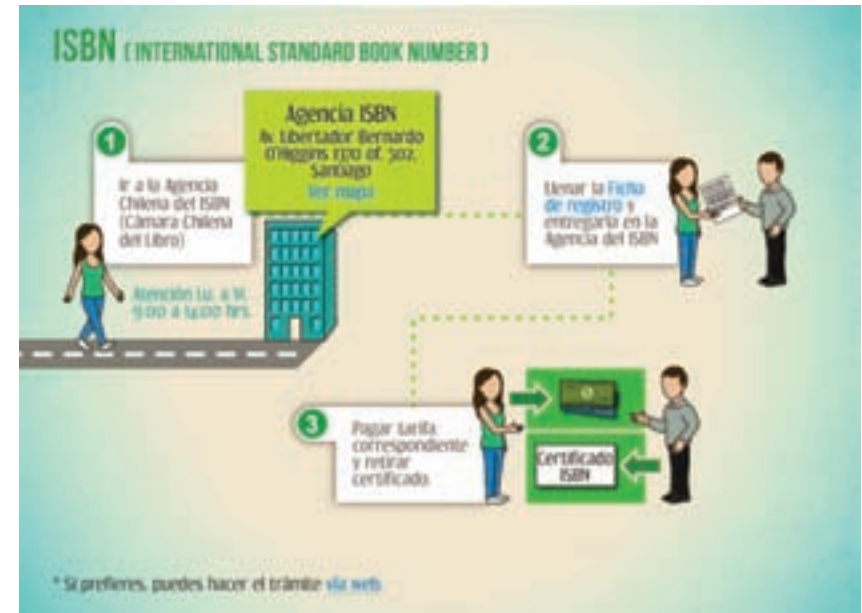 ISBN ( INTERNATIONAL STANDARD BOOK NUMBER )
Agencia ISBN
Av. Libertador Bernardo
O'Higgins 1370 of. 502,
Santiago
Ver mapa
1
Ir a la Agencia
Chilena del ISBN
(Cámara Chilena
del Libro)
Atención Lu. a Vi.
9:00 a 14:00 hrs.
2
Llenar la Ficha
de registro y
entregarla en la
Agencia del ISBN
3
Pagar tarifa
correspondiente
y retirar
certificado.
Certificado
ISBN
* Si prefieres, puedes hacer el trámite vía web